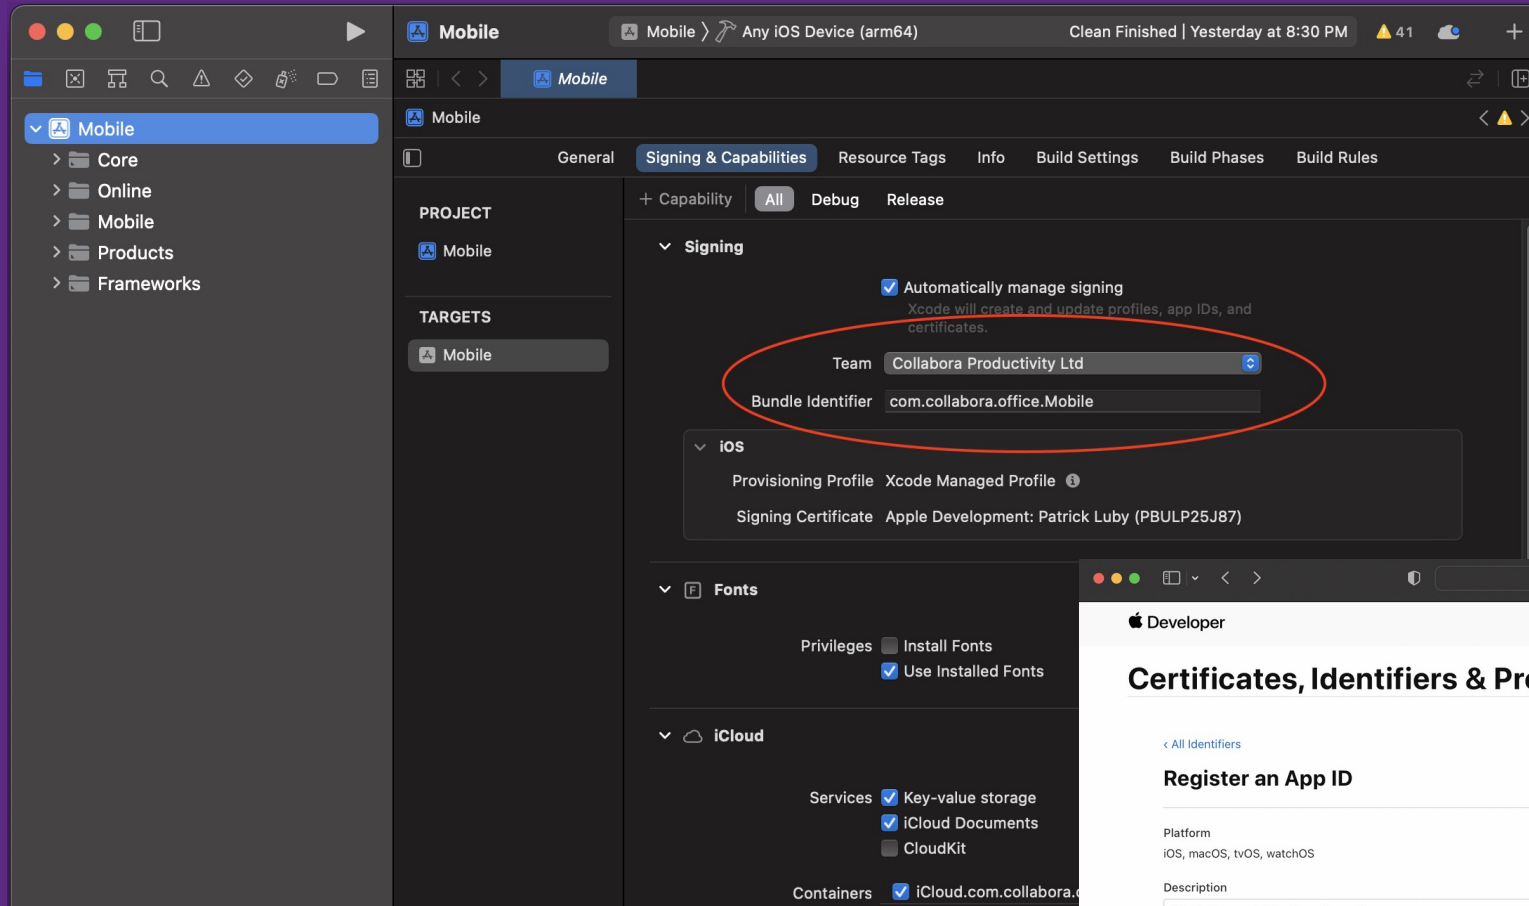 Mobile
Mobile 〉 Any iOS Device (arm64)
Clean Finished | Yesterday at 8:30 PM
41
Mobile
Mobile
Core
Online
Mobile
Products
Frameworks
Mobile
General
Signing & Capabilities
Resource Tags
Info
Build Settings
Build Phases
Build Rules
+ Capability
All
Debug
Release
PROJECT
Mobile
TARGETS
Mobile
Signing
Automatically manage signing
Xcode will create and update profiles, app IDs, and
certificates.
Team Collabora Productivity Ltd
Bundle Identifier com.collabora.office.Mobile
iOS
Provisioning Profile Xcode Managed Profile
Signing Certificate Apple Development: Patrick Luby (PBULP25J87)
Fonts
Privileges Install Fonts
Use Installed Fonts
iCloud
Services Key-value storage
iCloud Documents
CloudKit
Containers iCloud.com.collabora.
Developer
Certificates, Identifiers &
‹ All Identifiers
Register an App ID
Platform
iOS, macOS, tvOS, watchOS
Description